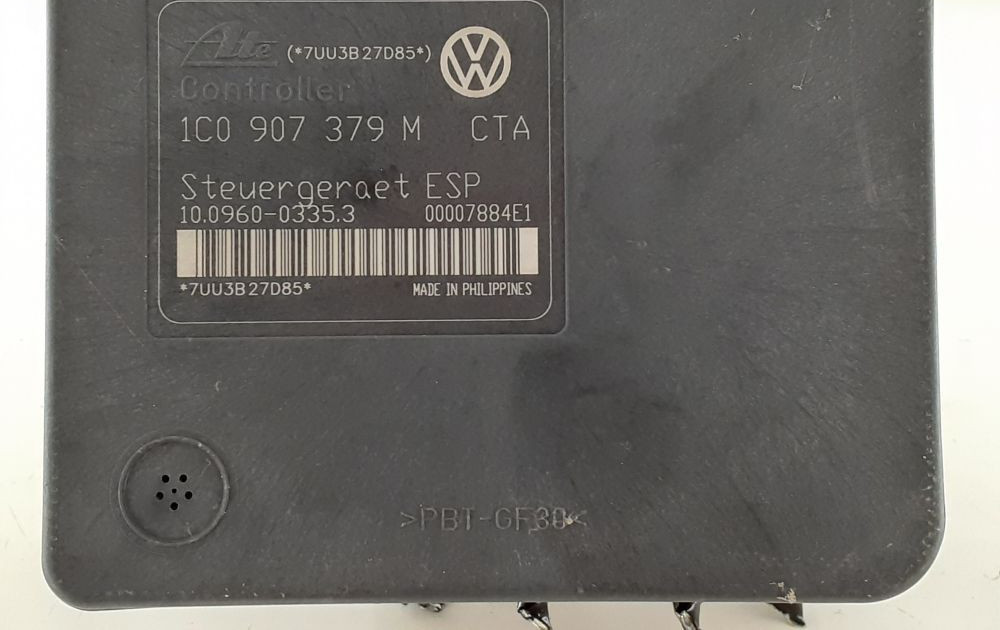 Ate (*7UU3B27D85*) VW
Controller
1C0 907 379 M CTA
Steuergeraet ESP
10.0960-0335.3 00007884E1
*7UU3B27D85*
MADE IN PHILIPPINES
>PBT-GF30<